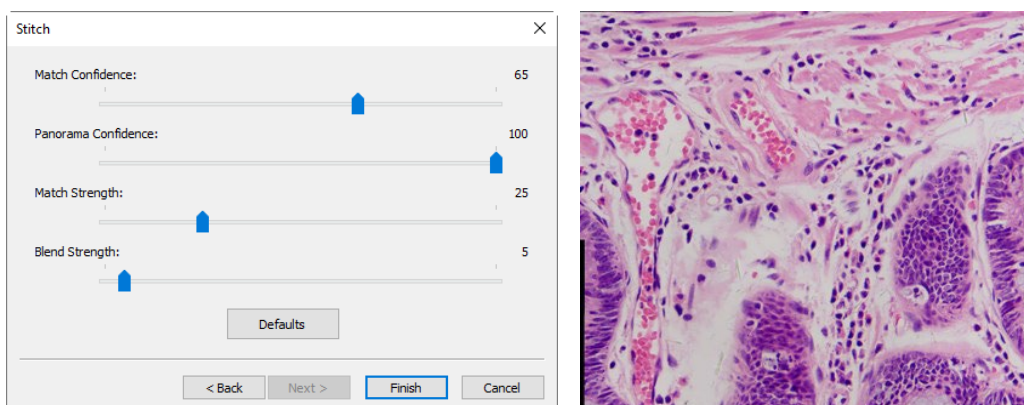 Stitch
Match Confidence: 65
Panorama Confidence: 100
Match Strength: 25
Blend Strength: 5
Defaults
< Back Next > Finish Cancel